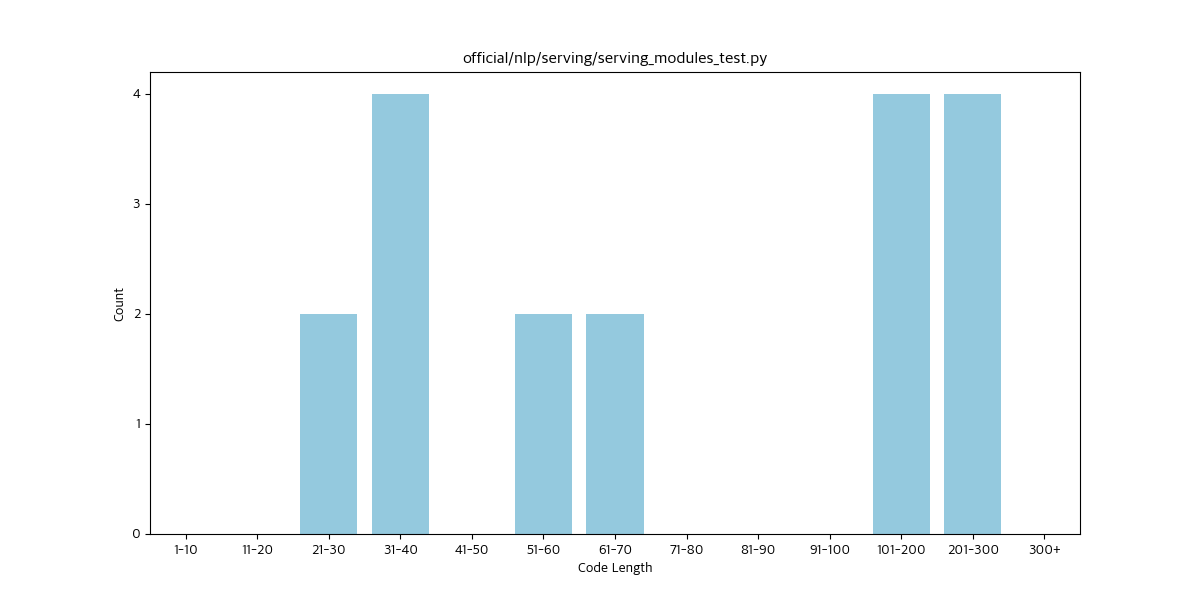 official/nlp/serving/serving_modules_test.py
Count
4
3
2
1
0
1-10 11-20 21-30 31-40 41-50 51-60 61-70 71-80 81-90 91-100 101-200 201-300 300+
Code Length